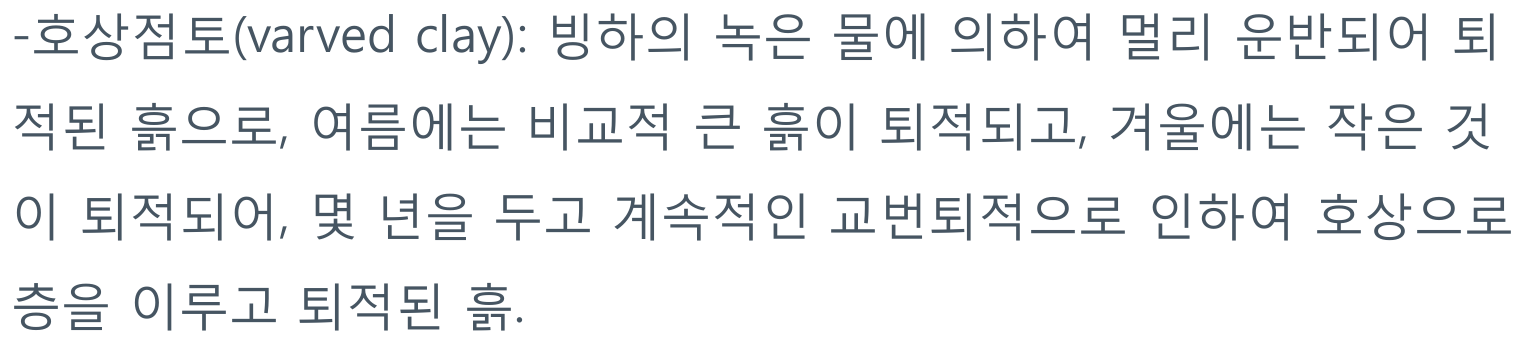 -호상점토(varved clay): 빙하의 녹은 물에 의하여 멀리 운반되어 퇴
적된 흙으로, 여름에는 비교적 큰 흙이 퇴적되고, 겨울에는 작은 것
이 퇴적되어, 몇 년을 두고 계속적인 교번퇴적으로 인하여 호상으로
층을 이루고 퇴적된 흙.